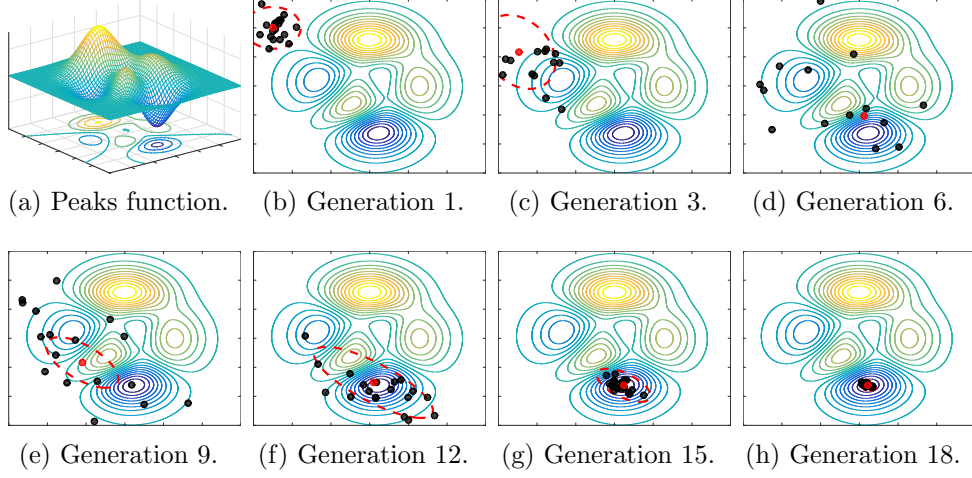 (a) Peaks function.
(b) Generation 1.
(c) Generation 3.
(d) Generation 6.
(e) Generation 9.
(f) Generation 12.
(g) Generation 15.
(h) Generation 18.